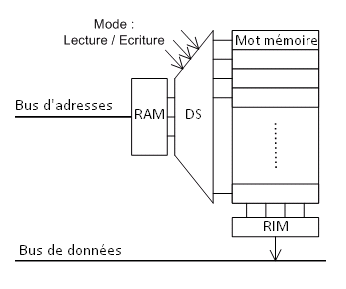 Mode :
Lecture / Ecriture
Mot mémoire
Bus d'adresses
RAM
DS
RIM
Bus de données